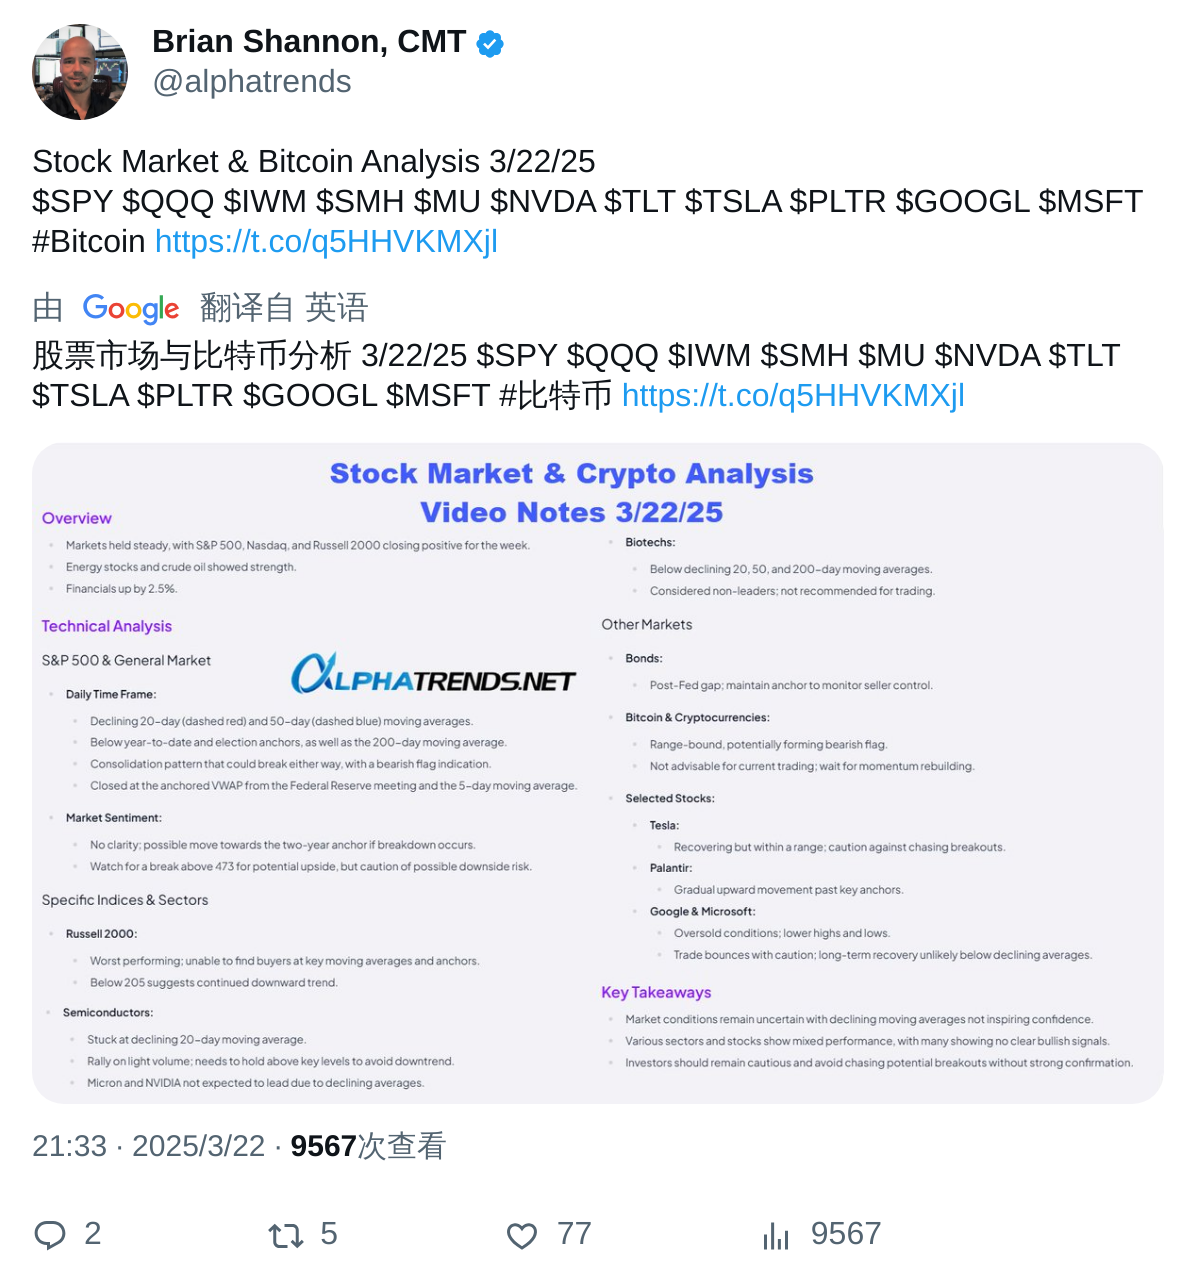 Brian Shannon, CMT
@alphatrends
Stock Market & Bitcoin Analysis 3/22/25
$SPY $QQQ $IWM $SMH $MU $NVDA $TLT $TSLA $PLTR $GOOGL $MSFT
#Bitcoin https://t.co/q5HHVKMXjl
由 Google 翻译自 英语
股票市场与比特币分析 3/22/25 $SPY $QQQ $IWM $SMH $MU $NVDA $TLT
$TSLA $PLTR $GOOGL $MSFT #比特币 https://t.co/q5HHVKMXjl
Stock Market & Crypto Analysis
Video Notes 3/22/25
Overview
Markets held steady, with S&P 500, Nasdaq, and Russell 2000 closing positive for the week.
Energy stocks and crude oil showed strength.
Financials up by 2.5%.
Technical Analysis
S&P 500 & General Market
ALPHATRENDS.NET
Daily Time Frame:
Declining 20-day (dashed red) and 50-day (dashed blue) moving averages.
Below year-to-date and election anchors, as well as the 200-day moving average.
Consolidation pattern that could break either way, with a bearish flag indication.
Closed at the anchored VWAP from the Federal Reserve meeting and the 5-day moving average.
Market Sentiment:
No clarity; possible move towards the two-year anchor if breakdown occurs.
Watch for a break above 473 for potential upside, but caution of possible downside risk.
Specific Indices & Sectors
Russell 2000:
Worst performing; unable to find buyers at key moving averages and anchors.
Below 205 suggests continued downward trend.
Semiconductors:
Stuck at declining 20-day moving average.
Rally on light volume; needs to hold above key levels to avoid downtrend.
Micron and NVIDIA not expected to lead due to declining averages.
Biotechs:
Below declining 20, 50, and 200-day moving averages.
Considered non-leaders; not recommended for trading.
Other Markets
Bonds:
Post-Fed gap; maintain anchor to monitor seller control.
Bitcoin & Cryptocurrencies:
Range-bound, potentially forming bearish flag.
Not advisable for current trading; wait for momentum rebuilding.
Selected Stocks:
Tesla:
Recovering but within a range; caution against chasing breakouts.
Palantir:
Gradual upward movement past key anchors.
Google & Microsoft:
Oversold conditions; lower highs and lows.
Trade bounces with caution; long-term recovery unlikely below declining averages.
Key Takeaways
Market conditions remain uncertain with declining moving averages not inspiring confidence.
Various sectors and stocks show mixed performance, with many showing no clear bullish signals.
Investors should remain cautious and avoid chasing potential breakouts without strong confirmation.
21:33 · 2025/3/22 · 9567次查看
2 5 77 9567